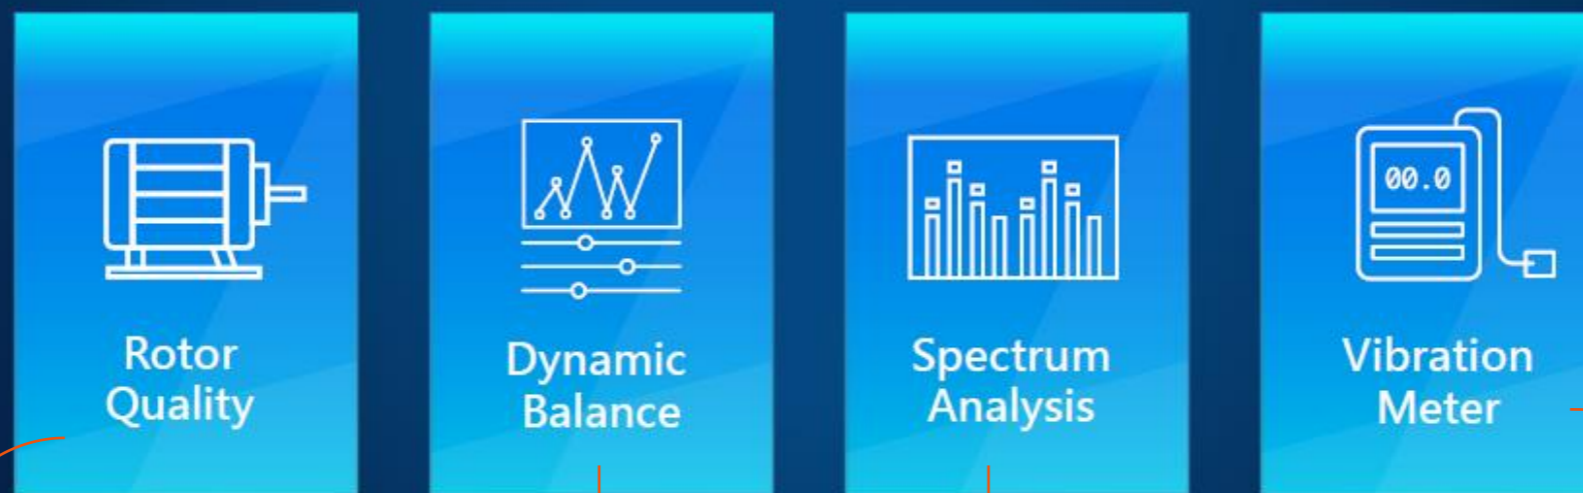 Rotor
Quality
Dynamic
Balance
Spectrum
Analysis
00.0
Vibration
Meter